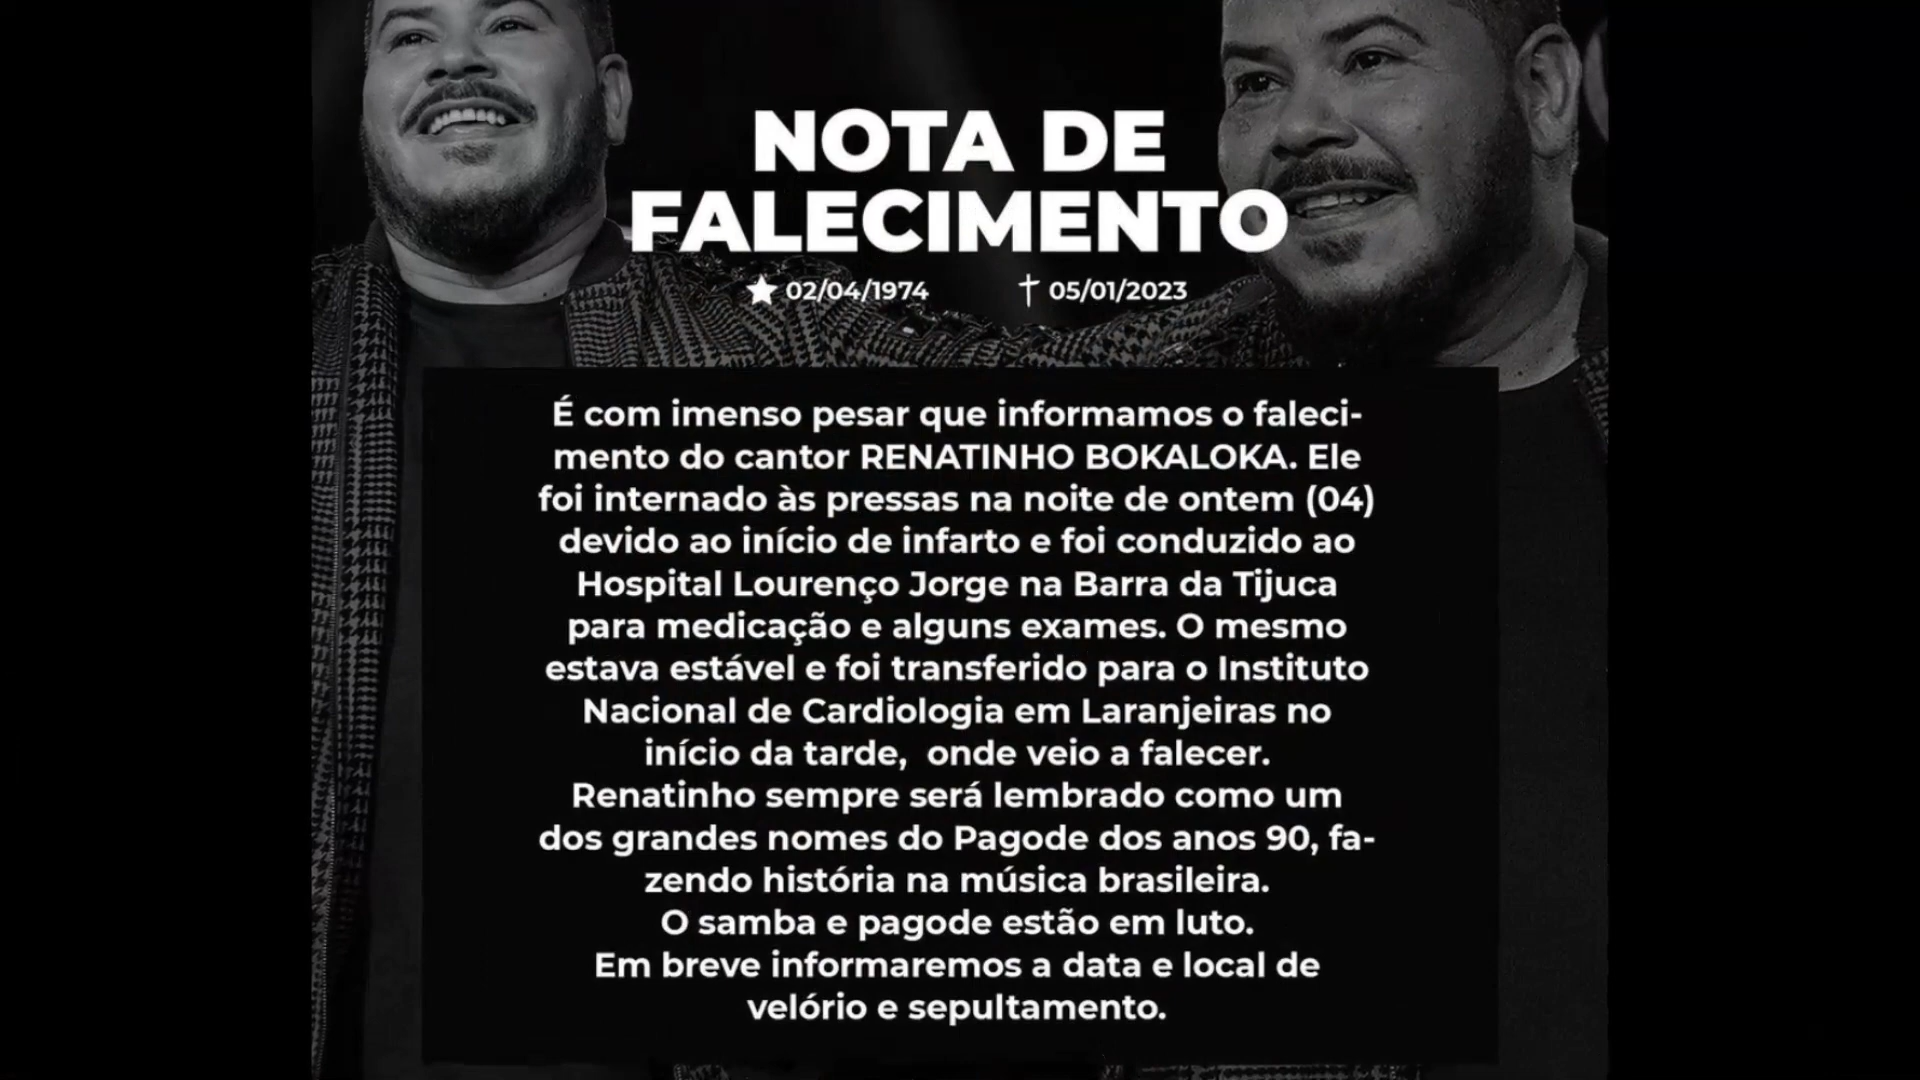 NOTA DE
FALECIMENTO
★ 02/04/1974 † 05/01/2023
É com imenso pesar que informamos o faleci-
mento do cantor RENATINHO BOKALOKA. Ele
foi internado às pressas na noite de ontem (04)
devido ao início de infarto e foi conduzido ao
Hospital Lourenço Jorge na Barra da Tijuca
para medicação e alguns exames. O mesmo
estava estável e foi transferido para o Instituto
Nacional de Cardiologia em Laranjeiras no
início da tarde,  onde veio a falecer.
Renatinho sempre será lembrado como um
dos grandes nomes do Pagode dos anos 90, fa-
zendo história na música brasileira.
O samba e pagode estão em luto.
Em breve informaremos a data e local de
velório e sepultamento.